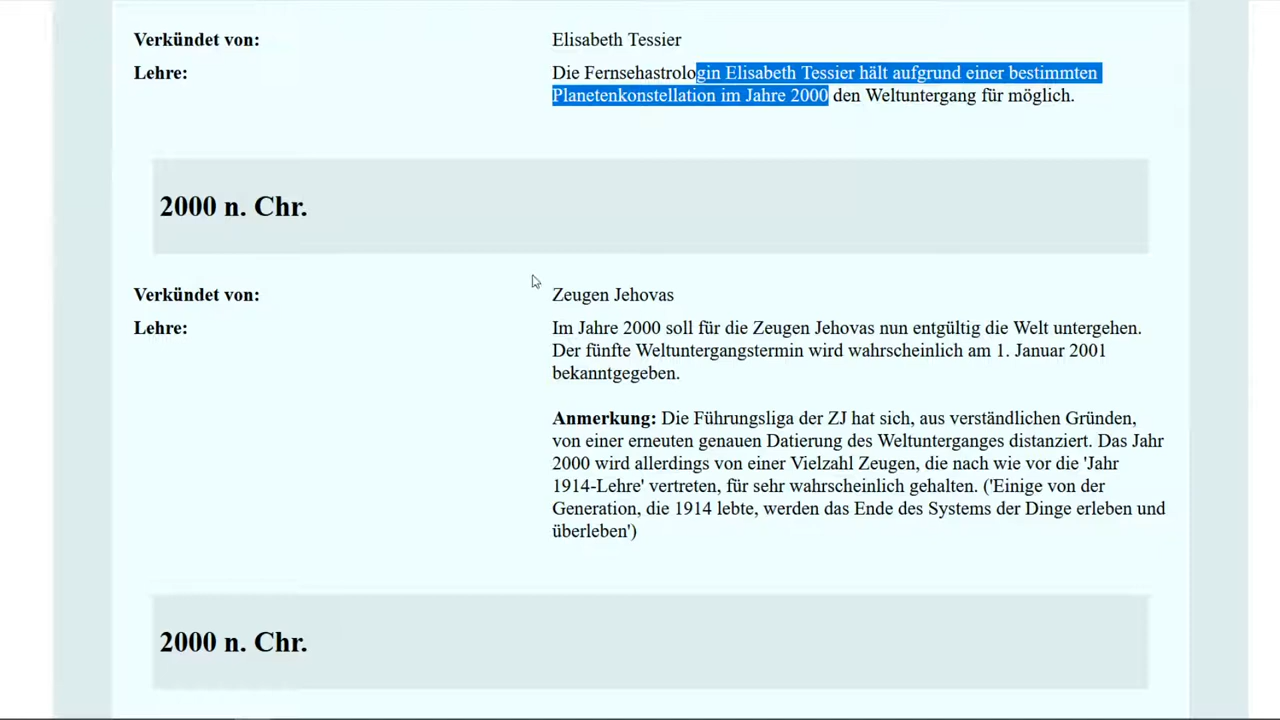 Verkündet von: Elisabeth Tessier
Lehre: Die Fernsehastrologin Elisabeth Tessier hält aufgrund einer bestimmten
Planetenkonstellation im Jahre 2000 den Weltuntergang für möglich.
2000 n. Chr.
Verkündet von: Zeugen Jehovas
Lehre: Im Jahre 2000 soll für die Zeugen Jehovas nun entgültig die Welt untergehen.
Der fünfte Weltuntergangstermin wird wahrscheinlich am 1. Januar 2001
bekanntgegeben.
Anmerkung: Die Führungsliga der ZJ hat sich, aus verständlichen Gründen,
von einer erneuten genauen Datierung des Weltunterganges distanziert. Das Jahr
2000 wird allerdings von einer Vielzahl Zeugen, die nach wie vor die 'Jahr
1914-Lehre' vertreten, für sehr wahrscheinlich gehalten. ('Einige von der
Generation, die 1914 lebte, werden das Ende des Systems der Dinge erleben und
überleben')
2000 n. Chr.